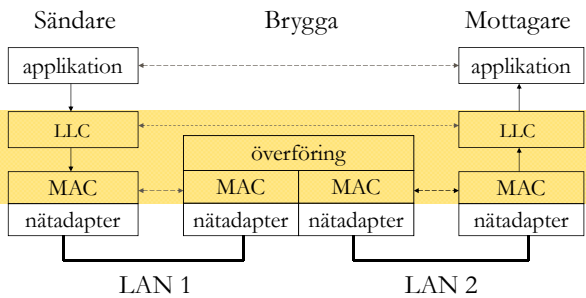 Sändare Brygga Mottagare
applikation applikation
LLC LLC
överföring
MAC MAC MAC MAC
nätadapter nätadapter nätadapter nätadapter
LAN 1 LAN 2